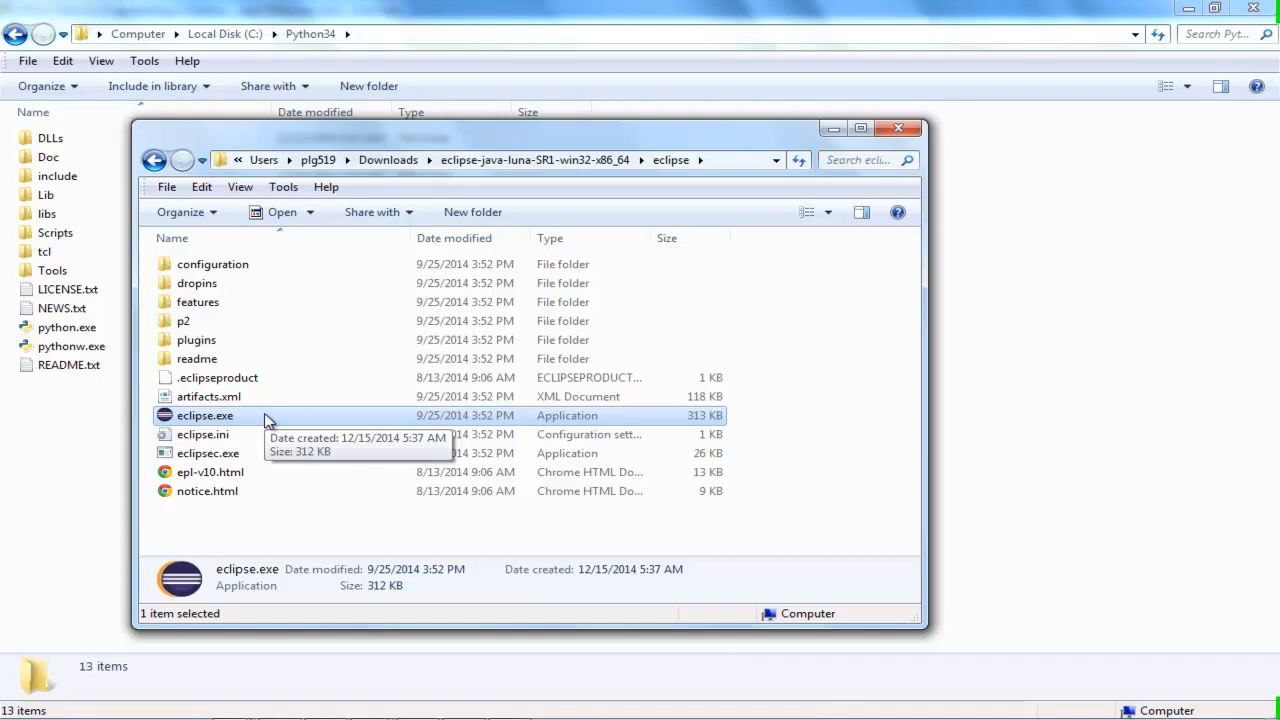 Computer Local Disk (C:) Python34 Search Pyt...
File Edit View Tools Help
Organize Include in library Share with New folder
Name Date modified Type Size
DLLs
Doc
include
Lib
libs
Scripts
tcl
Tools
LICENSE.txt
NEWS.txt
python.exe
pythonw.exe
README.txt
« Users plg519 Downloads eclipse-java-luna-SR1-win32-x86_64 eclipse Search ecli...
File Edit View Tools Help
Organize Open Share with New folder
Name Date modified Type Size
configuration 9/25/2014 3:52 PM File folder
dropins 9/25/2014 3:52 PM File folder
features 9/25/2014 3:52 PM File folder
p2 9/25/2014 3:52 PM File folder
plugins 9/25/2014 3:52 PM File folder
readme 9/25/2014 3:52 PM File folder
.eclipseproduct 8/13/2014 9:06 AM ECLIPSEPRODUCT... 1 KB
artifacts.xml 9/25/2014 3:52 PM XML Document 118 KB
eclipse.exe 9/25/2014 3:52 PM Application 313 KB
eclipse.ini 9/25/2014 3:52 PM Configuration sett... 1 KB
eclipsec.exe 9/25/2014 3:52 PM Application 26 KB
epl-v10.html 8/13/2014 9:06 AM Chrome HTML Do... 13 KB
notice.html 8/13/2014 9:06 AM Chrome HTML Do... 9 KB
Date created: 12/15/2014 5:37 AM
Size: 312 KB
eclipse.exe Date modified: 9/25/2014 3:52 PM Date created: 12/15/2014 5:37 AM
Application Size: 312 KB
1 item selected Computer
13 items
13 items Computer